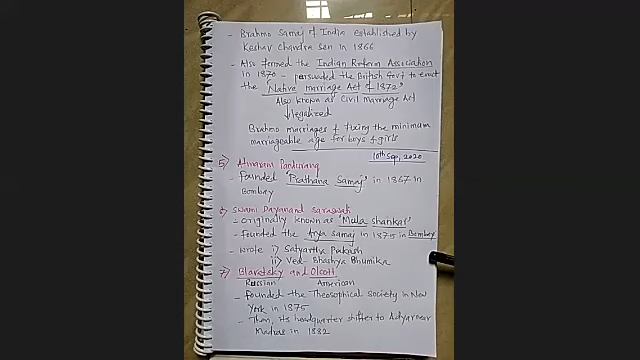 - Brahmo Samaj of India established by
Keshav Chandra Sen in 1866
- Also formed the Indian Reform Association
in 1870 - persuaded the British Govt to enact
the "Native marriage Act of 1872"
Also known as Civil Marriage Act
↓ legalized
Brahmo marriages & fixing the minimum
marriageable age for boys & girls
10th Sep, 2020
5) Atmaram Pandurang
- Founded 'Prathana Samaj' in 1867 in
Bombay
6) Swami Dayanand Saraswati
- Originally known as "Mula Shankar"
- Founded the Arya Samaj in 1875 in Bombay
- Wrote i) Satyartha Prakash
ii) Ved-Bhashya Bhumika
7) Blavatsky and Olcott
Russian American
- Founded the Theosophical Society in New
York in 1875
- Then, its headquarter shifter to Adyar near
Madras in 1882